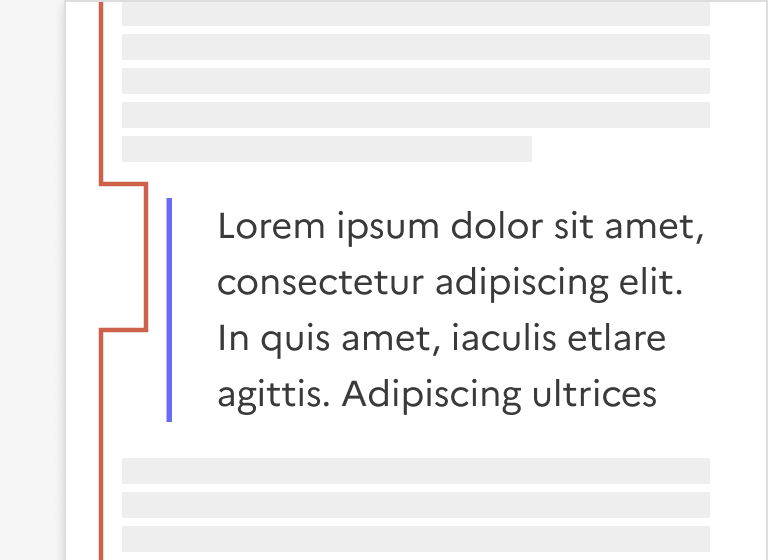 Lorem ipsum dolor sit amet,
consectetur adipiscing elit.
In quis amet, iaculis etlare
agittis. Adipiscing ultrices